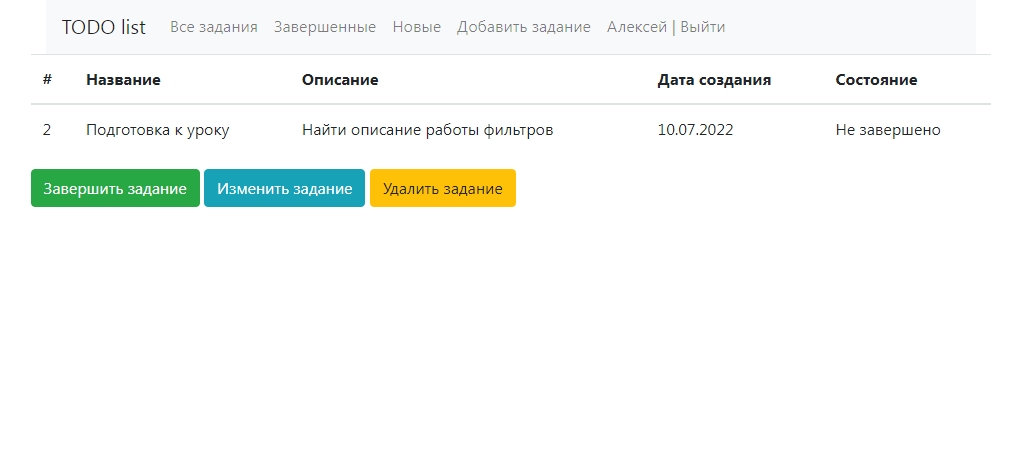 TODO list Все задания Завершенные Новые Добавить задание Алексей | Выйти
# Название Описание Дата создания Состояние
2 Подготовка к уроку Найти описание работы фильтров 10.07.2022 Не завершено
Завершить задание Изменить задание Удалить задание